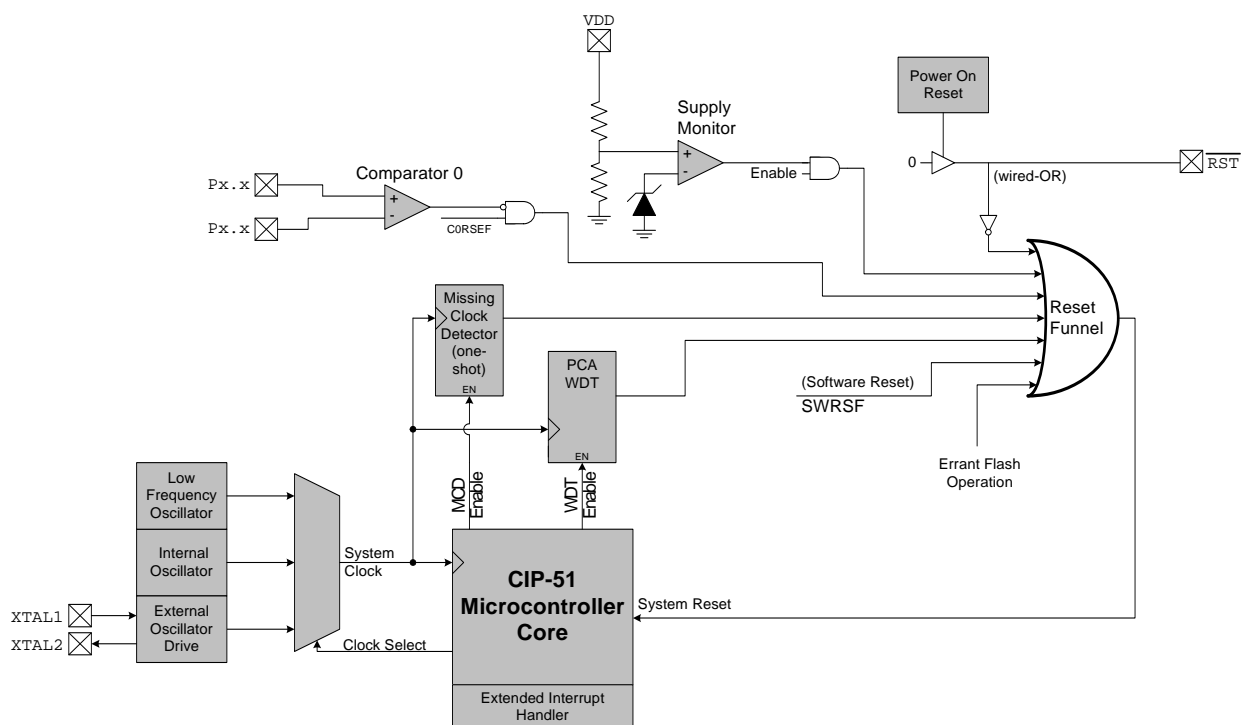 VDD
Power On
Reset
Supply
Monitor
+
-
Enable
0
(wired-OR)
RST
Px.x
Px.x
Comparator 0
+
-
C0RSEF
Missing
Clock
Detector
(one-
shot)
EN
PCA
WDT
EN
Reset
Funnel
(Software Reset)
SWRSF
Errant Flash
Operation
Low
Frequency
Oscillator
Internal
Oscillator
External
Oscillator
Drive
XTAL1
XTAL2
System
Clock
Clock Select
MCD
Enable
WDT
Enable
CIP-51
Microcontroller
Core
System Reset
Extended Interrupt
Handler